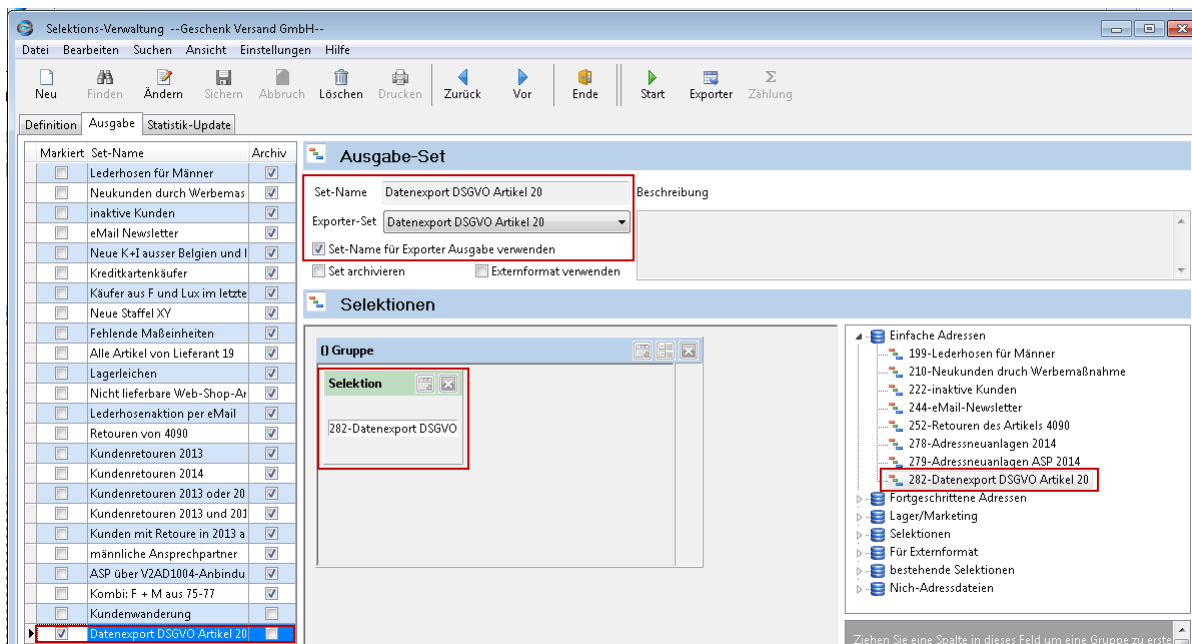 Selektions-Verwaltung --Geschenk Versand GmbH--
Datei Bearbeiten Suchen Ansicht Einstellungen Hilfe
Neu Finden Ändern Sichern Abbruch Löschen Drucken Zurück Vor Ende Start Exporter Zählung
Definition Ausgabe Statistik-Update
Markiert Set-Name Archiv
Lederhosen für Männer
Neukunden durch Werbemas
inaktive Kunden
eMail Newsletter
Neue K+I ausser Belgien und l
Kreditkartenkäufer
Käufer aus F und Lux im letzte
Neue Staffel XY
Fehlende Maßeinheiten
Alle Artikel von Lieferant 19
Lagerleichen
Nicht lieferbare Web-Shop-Ar
Lederhosenaktion per eMail
Retouren von 4090
Kundenretouren 2013
Kundenretouren 2014
Kundenretouren 2013 oder 20
Kundenretouren 2013 und 201
Kunden mit Retoure in 2013 a
männliche Ansprechpartner
ASP über V2AD1004-Anbindu
Kombi: F + M aus 75-77
Kundenwanderung
Datenexport DSGVO Artikel 20
Ausgabe-Set
Set-Name Datenexport DSGVO Artikel 20 Beschreibung
Exporter-Set Datenexport DSGVO Artikel 20
Set-Name für Exporter Ausgabe verwenden
Set archivieren Externformat verwenden
Selektionen
() Gruppe
Selektion
282-Datenexport DSGVO
Einfache Adressen
199-Lederhosen für Männer
210-Neukunden druch Werbemaßnahme
222-inaktive Kunden
244-eMail-Newsletter
252-Retouren des Artikels 4090
278-Adressneuanlagen 2014
279-Adressneuanlagen ASP 2014
282-Datenexport DSGVO Artikel 20
Fortgeschrittene Adressen
Lager/Marketing
Selektionen
Für Externformat
bestehende Selektionen
Nich-Adressdateien
Ziehen Sie eine Spalte in dieses Feld um eine Gruppe zu erste